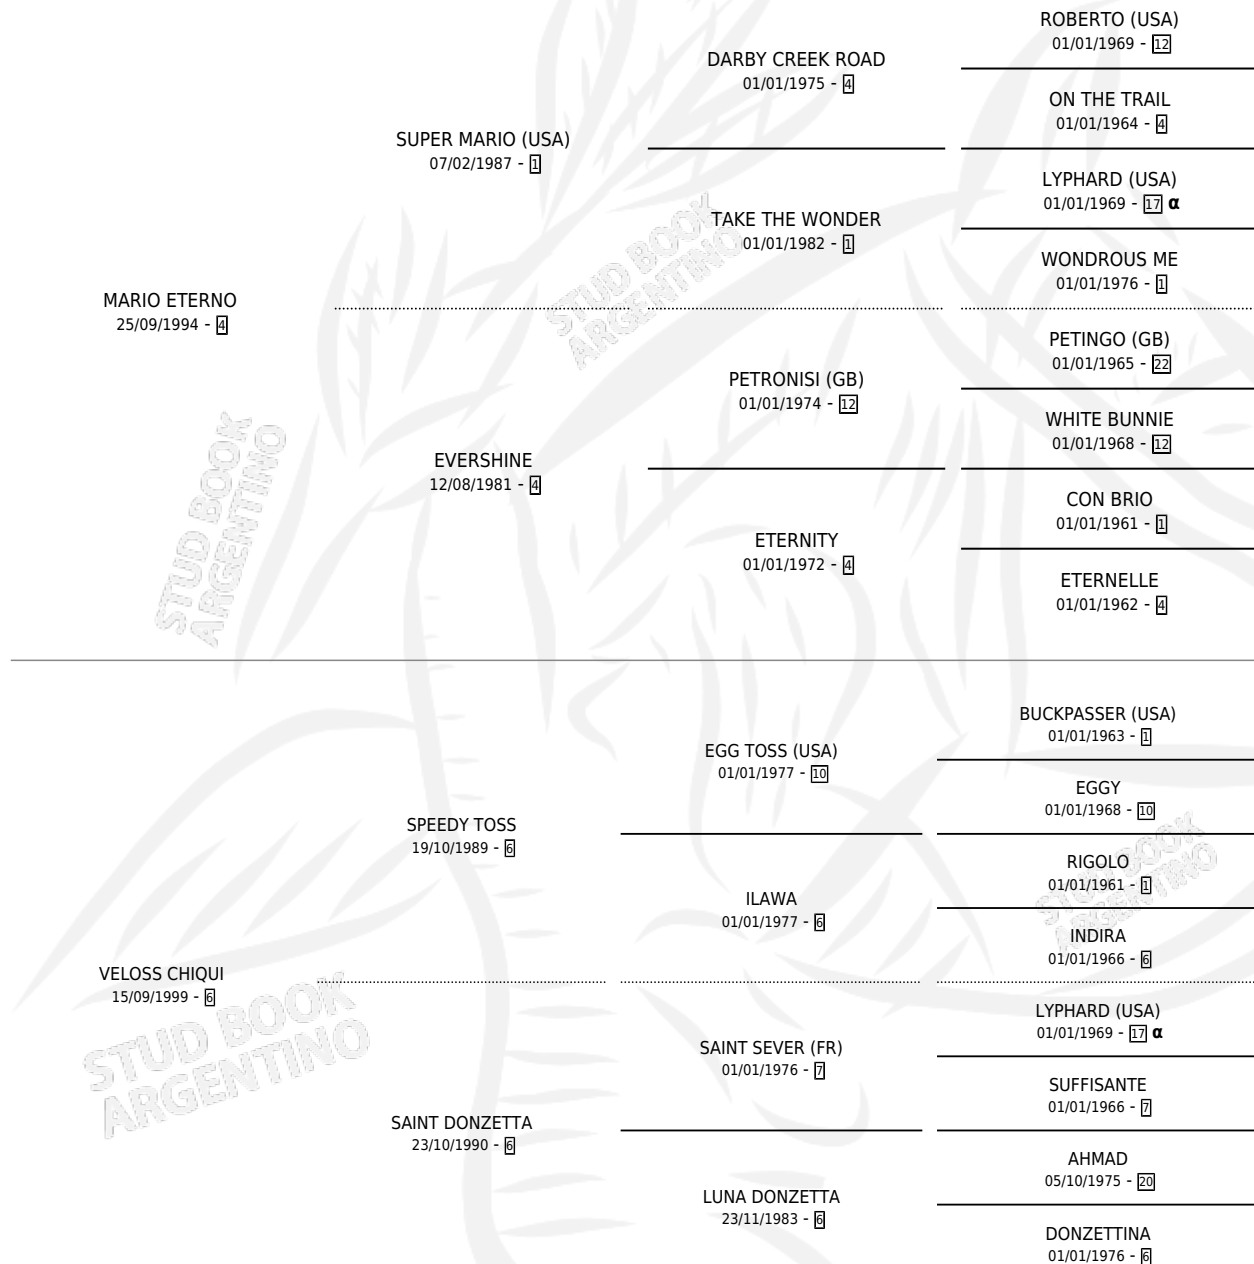 ROBERTO (USA)
01/01/1969 - 12
DARBY CREEK ROAD
01/01/1975 - 4
ON THE TRAIL
01/01/1964 - 4
SUPER MARIO (USA)
07/02/1987 - 1
LYPHARD (USA)
01/01/1969 - 17 α
TAKE THE WONDER
01/01/1982 - 1
WONDROUS ME
01/01/1976 - 1
MARIO ETERNO
25/09/1994 - 4
PETINGO (GB)
01/01/1965 - 22
PETRONISI (GB)
01/01/1974 - 12
WHITE BUNNIE
01/01/1968 - 12
EVERSHINE
12/08/1981 - 4
CON BRIO
01/01/1961 - 1
ETERNITY
01/01/1972 - 4
ETERNELLE
01/01/1962 - 4
STUD BOOK
ARGENTINO
STUD BOOK
ARGENTINO
BUCKPASSER (USA)
01/01/1963 - 1
EGG TOSS (USA)
01/01/1977 - 10
EGGY
01/01/1968 - 10
SPEEDY TOSS
19/10/1989 - 6
RIGOLO
01/01/1961 - 1
ILAWA
01/01/1977 - 6
INDIRA
01/01/1966 - 6
VELOSS CHIQUI
15/09/1999 - 6
LYPHARD (USA)
01/01/1969 - 17 α
SAINT SEVER (FR)
01/01/1976 - 7
SUFFISANTE
01/01/1966 - 7
SAINT DONZETTA
23/10/1990 - 6
AHMAD
05/10/1975 - 20
LUNA DONZETTA
23/11/1983 - 6
DONZETTINA
01/01/1976 - 6
STUD BOOK
ARGENTINO
STUD BOOK
ARGENTINO